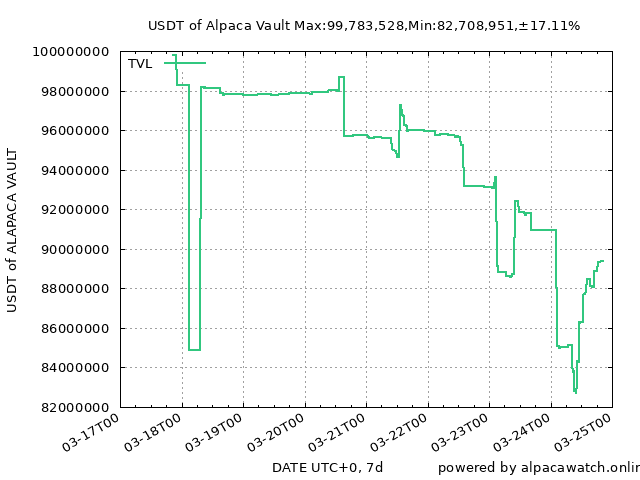 USDT of Alpaca Vault Max:99,783,528,Min:82,708,951,±17.11%
TVL
USDT of ALAPACA VAULT
100000000
98000000
96000000
94000000
92000000
90000000
88000000
86000000
84000000
82000000
03-17T00
03-18T00
03-19T00
03-20T00
03-21T00
03-22T00
03-23T00
03-24T00
03-25T00
DATE UTC+0, 7d
powered by alpacawatch.onlin